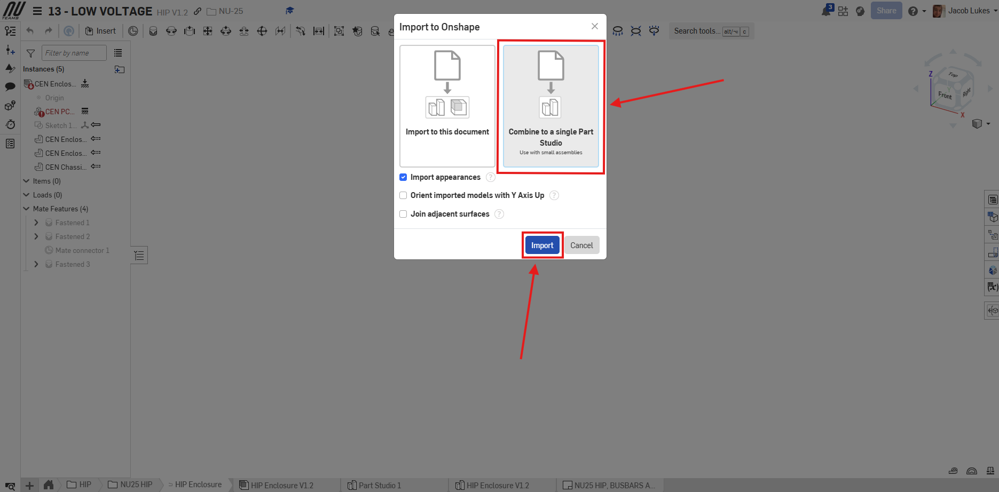 NU
TEAMS
13 - LOW VOLTAGE
HIP V1.2
NU-25
3
Share
Jacob Lukes
Insert
Search tools... alt/⌥ c
Filter by name
Instances (5)
CEN Enclos...
Origin
CEN PC...
Sketch 1...
CEN Enclos...
CEN Enclos...
CEN Chassi...
Items (0)
Loads (0)
Mate Features (4)
Fastened 1
Fastened 2
Mate connector 1
Fastened 3
Import to Onshape
Import to this document
Combine to a single Part
Studio
Use with small assemblies
Import appearances ?
Orient imported models with Y Axis Up ?
Join adjacent surfaces ?
Import
Cancel
Z
Top
Y
Front
Right
X
HIP
NU25 HIP
HIP Enclosure
HIP Enclosure V1.2
Part Studio 1
HIP Enclosure V1.2
NU25 HIP, BUSBARS A...